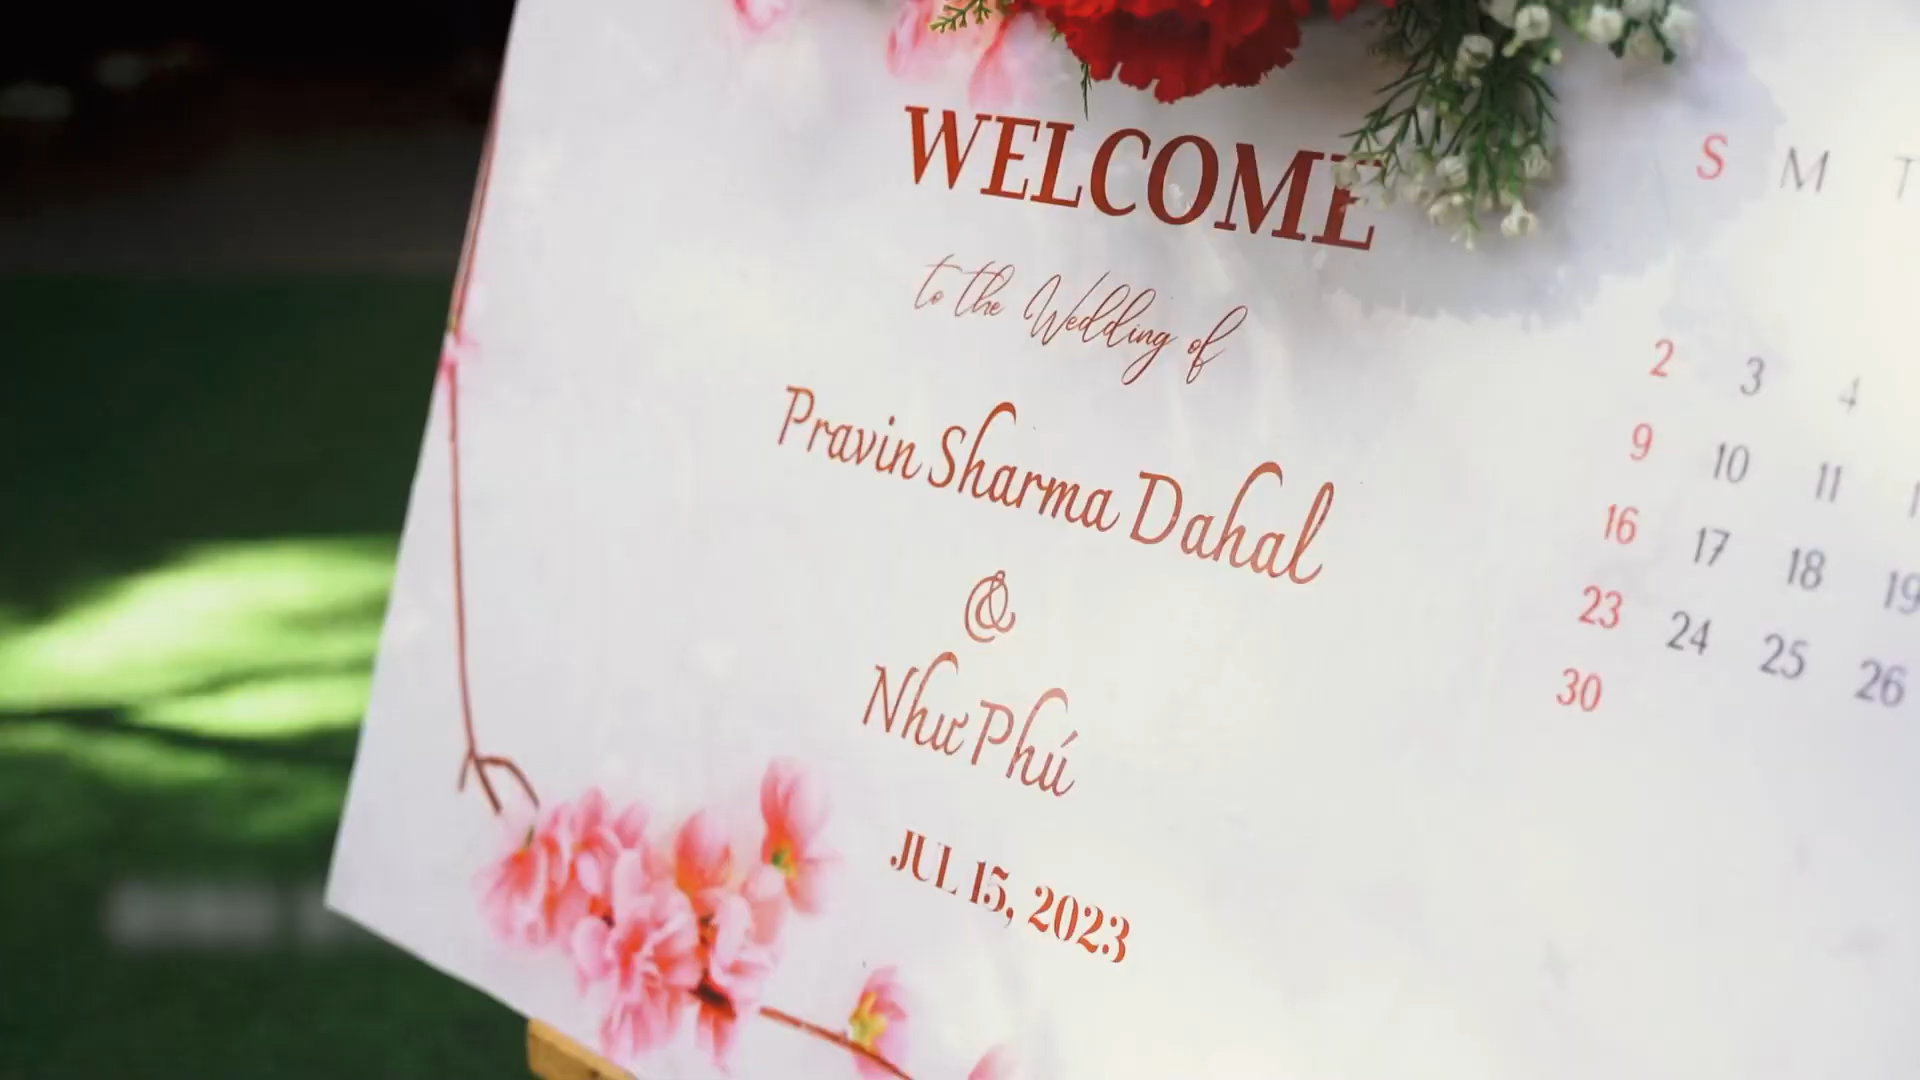 WELCOME
to the Wedding of
Pravin Sharma Dahal
&
Như Phú
JUL 15, 2023
S M T
2 3 4
9 10 11
16 17 18 19
23 24 25 26
30